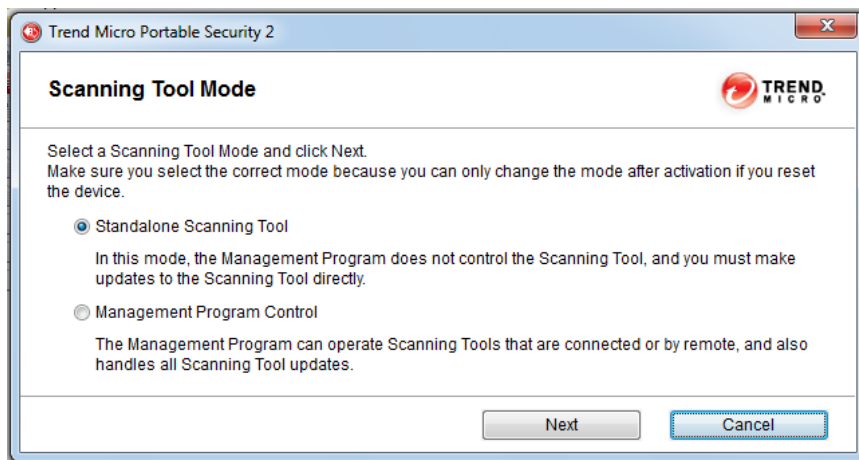 Trend Micro Portable Security 2
Scanning Tool Mode
TREND
MICRO
Select a Scanning Tool Mode and click Next.
Make sure you select the correct mode because you can only change the mode after activation if you reset
the device.
Standalone Scanning Tool
In this mode, the Management Program does not control the Scanning Tool, and you must make
updates to the Scanning Tool directly.
Management Program Control
The Management Program can operate Scanning Tools that are connected or by remote, and also
handles all Scanning Tool updates.
Next
Cancel